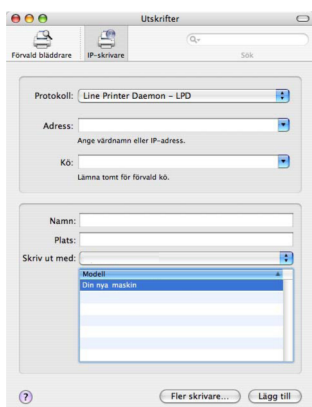 Utskrifter
Förvald bläddrare
IP-skrivare
Sök
Protokoll: Line Printer Daemon – LPD
Adress:
Ange värdnamn eller IP-adress.
Kö:
Lämna tomt för förvald kö.
Namn:
Plats:
Skriv ut med:
Modell
Din nya maskin
? Fler skrivare... Lägg till